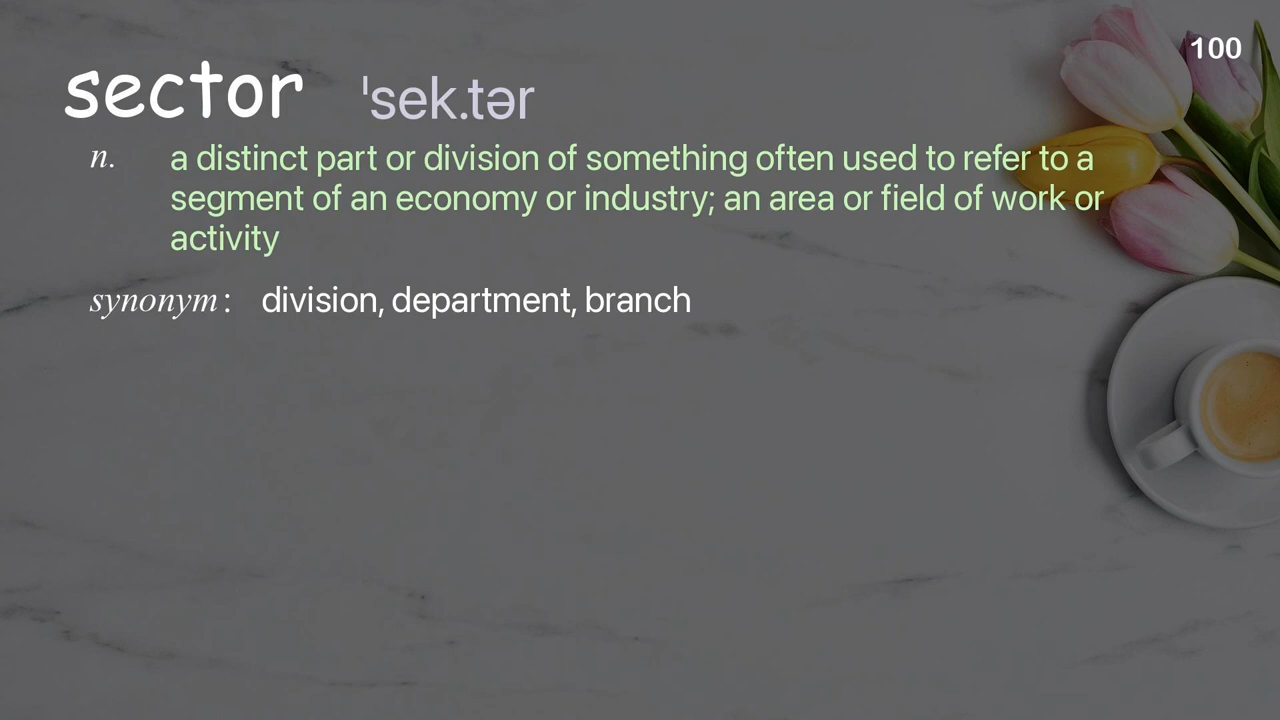 100
sector ˈsek.tər
n. a distinct part or division of something often used to refer to a
segment of an economy or industry; an area or field of work or
activity
synonym: division, department, branch